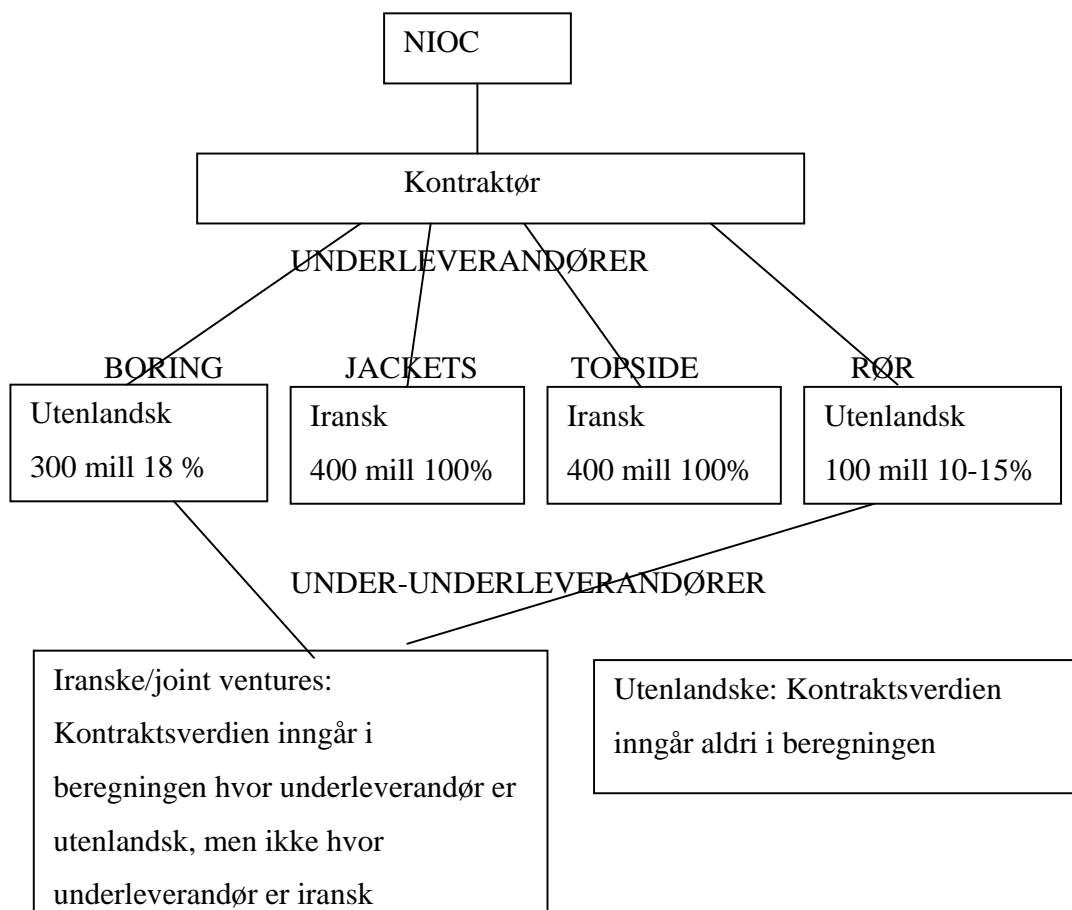 NIOC
Kontraktør
UNDERLEVERANDØRER
BORING
JACKETS
TOPSIDE
RØR
Utenlandsk
300 mill 18 %
Iransk
400 mill 100%
Iransk
400 mill 100%
Utenlandsk
100 mill 10-15%
UNDER-UNDERLEVERANDØRER
Iranske/joint ventures:
Kontraktsverdien inngår i
beregningen hvor underleverandør er
utenlandsk, men ikke hvor
underleverandør er iransk
Utenlandske: Kontraktsverdien
inngår aldri i beregningen